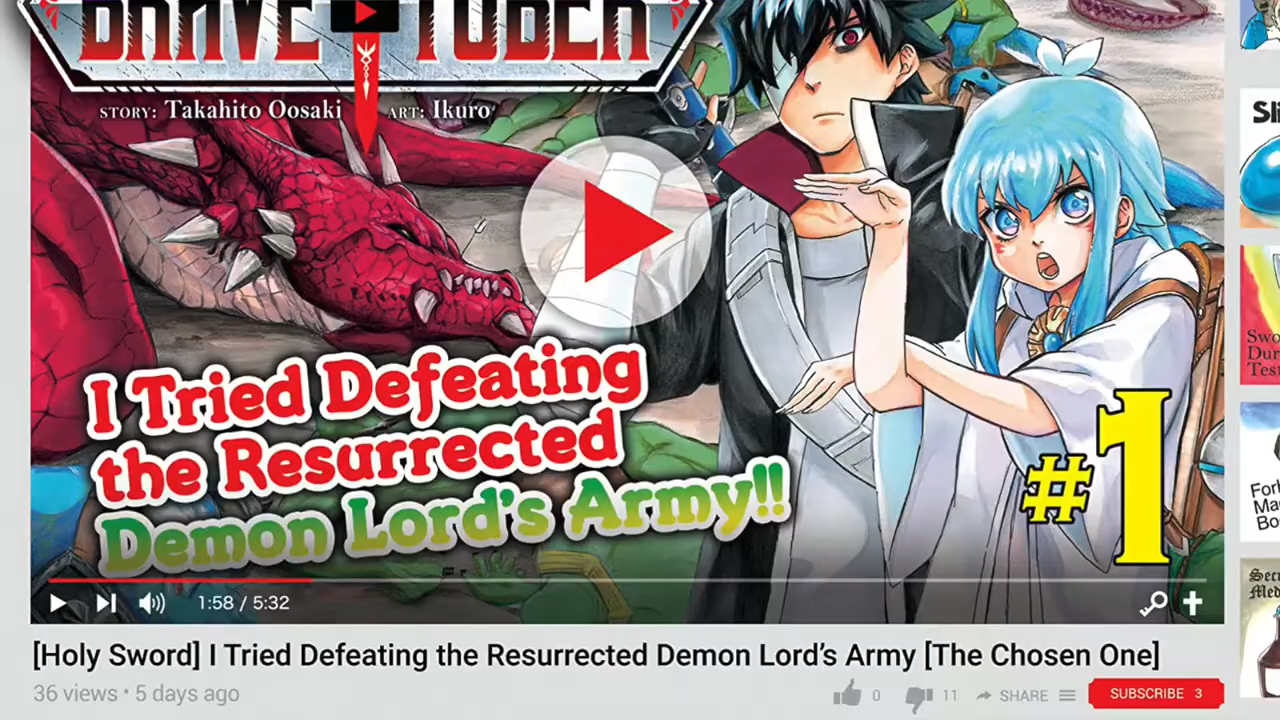 BRAVE TUBER
STORY: Takahito Oosaki ART: Ikuro
I Tried Defeating
the Resurrected
Demon Lord's Army!!
#1
1:58 / 5:32
[Holy Sword] I Tried Defeating the Resurrected Demon Lord's Army [The Chosen One]
36 views • 5 days ago
0
11
SHARE
SUBSCRIBE 3